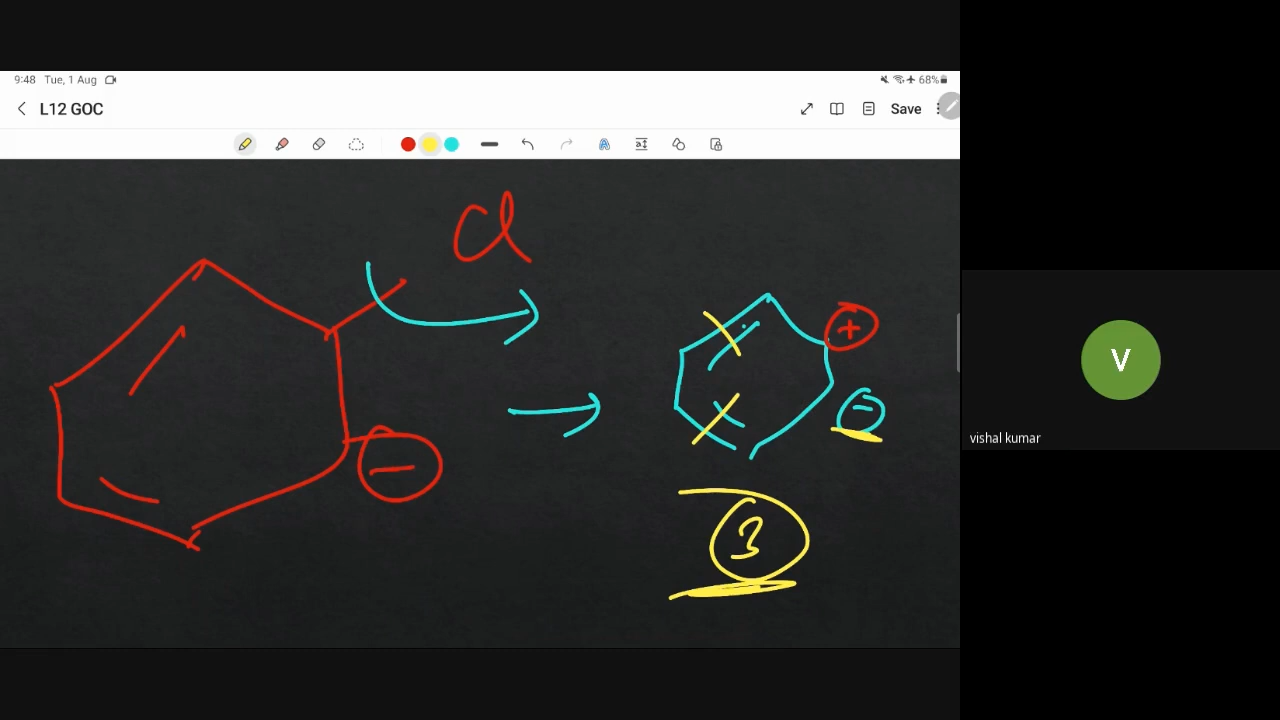 9:48 Tue, 1 Aug 68%
L12 GOC Save
Cl
+
−
−
3
V
vishal kumar